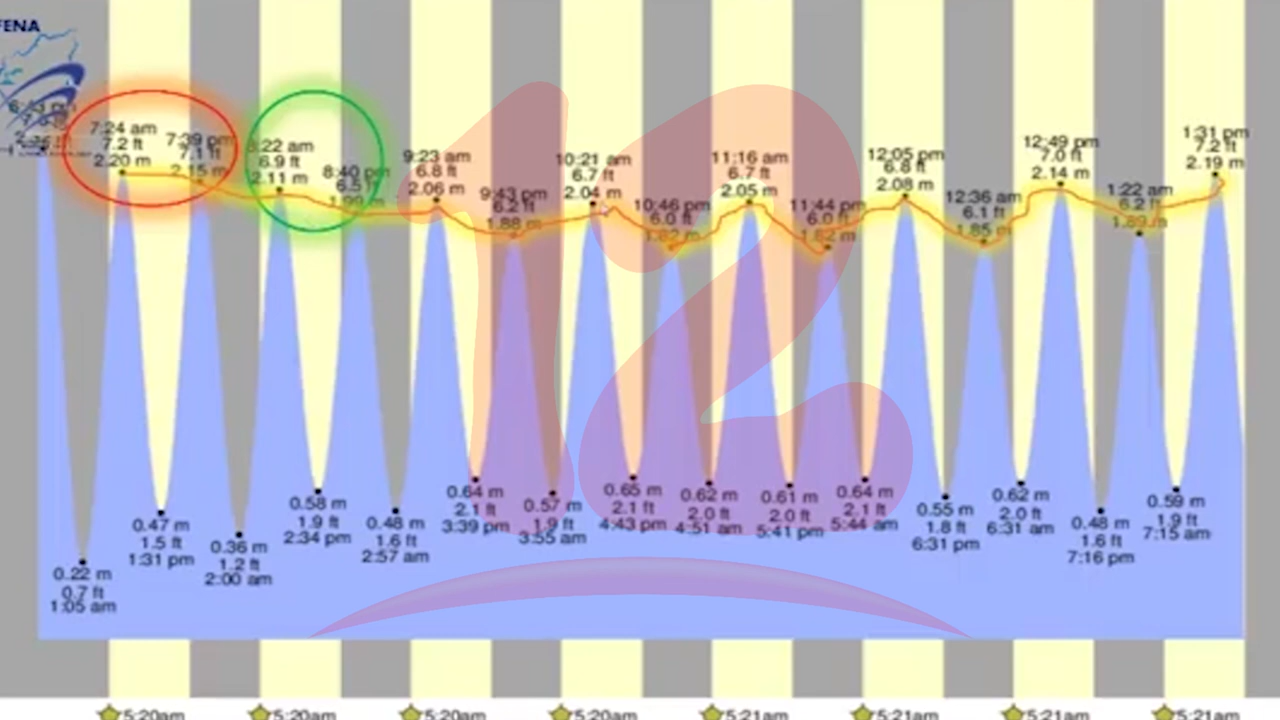 FENA
7:24 am
7.2 ft
2.20 m
7:39 pm
7.1 ft
2.15 m
8:22 am
6.9 ft
2.11 m
8:40 pm
6.5 ft
1.99 m
9:23 am
6.8 ft
2.06 m
9:43 pm
6.2 ft
1.88 m
10:21 am
6.7 ft
2.04 m
10:46 pm
6.0 ft
1.82 m
11:16 am
6.7 ft
2.05 m
11:44 pm
6.0 ft
1.82 m
12:05 pm
6.8 ft
2.08 m
12:36 am
6.1 ft
1.85 m
12:49 pm
7.0 ft
2.14 m
1:22 am
6.2 ft
1.89 m
1:31 pm
7.2 ft
2.19 m
12
0.22 m
0.7 ft
1:05 am
0.47 m
1.5 ft
1:31 pm
0.36 m
1.2 ft
2:00 am
0.58 m
1.9 ft
2:34 pm
0.48 m
1.6 ft
2:57 am
0.64 m
2.1 ft
3:39 pm
0.57 m
1.9 ft
3:55 am
0.65 m
2.1 ft
4:43 pm
0.62 m
2.0 ft
4:51 am
0.61 m
2.0 ft
5:41 pm
0.64 m
2.1 ft
5:44 am
0.55 m
1.8 ft
6:31 pm
0.62 m
2.0 ft
6:31 am
0.48 m
1.6 ft
7:16 pm
0.59 m
1.9 ft
7:15 am
5:20am
5:20am
5:20am
5:20am
5:21am
5:21am
5:21am
5:21am